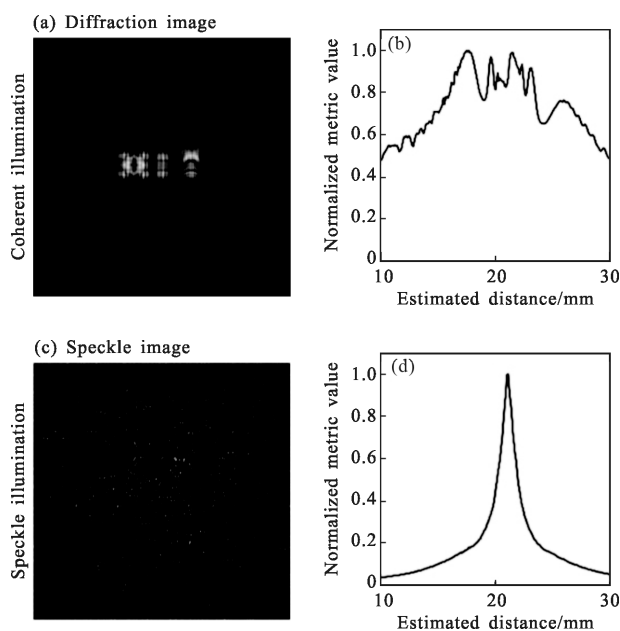 (a) Diffraction image
Coherent illumination
(b)
Normalized metric value
1.0
0.8
0.6
0.4
0.2
0
10 20 30
Estimated distance/mm
(c) Speckle image
Speckle illumination
(d)
Normalized metric value
1.0
0.8
0.6
0.4
0.2
0
10 20 30
Estimated distance/mm